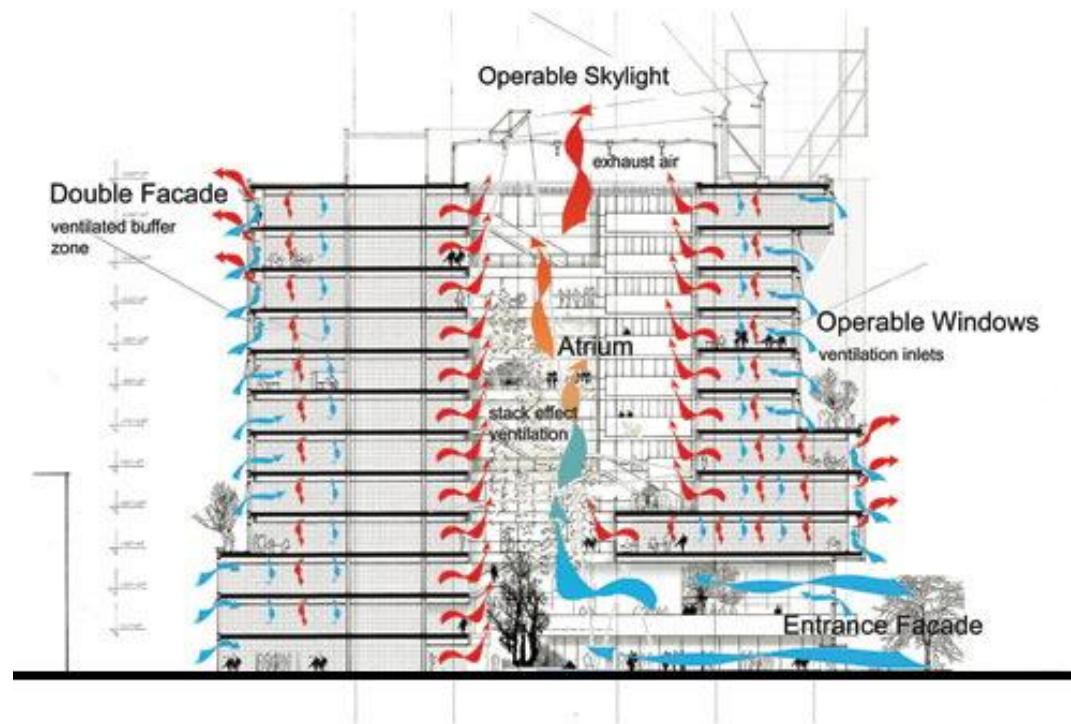 Operable Skylight
exhaust air
Double Facade
ventilated buffer
zone
Operable Windows
ventilation inlets
Atrium
stack effect
ventilation
Entrance Facade